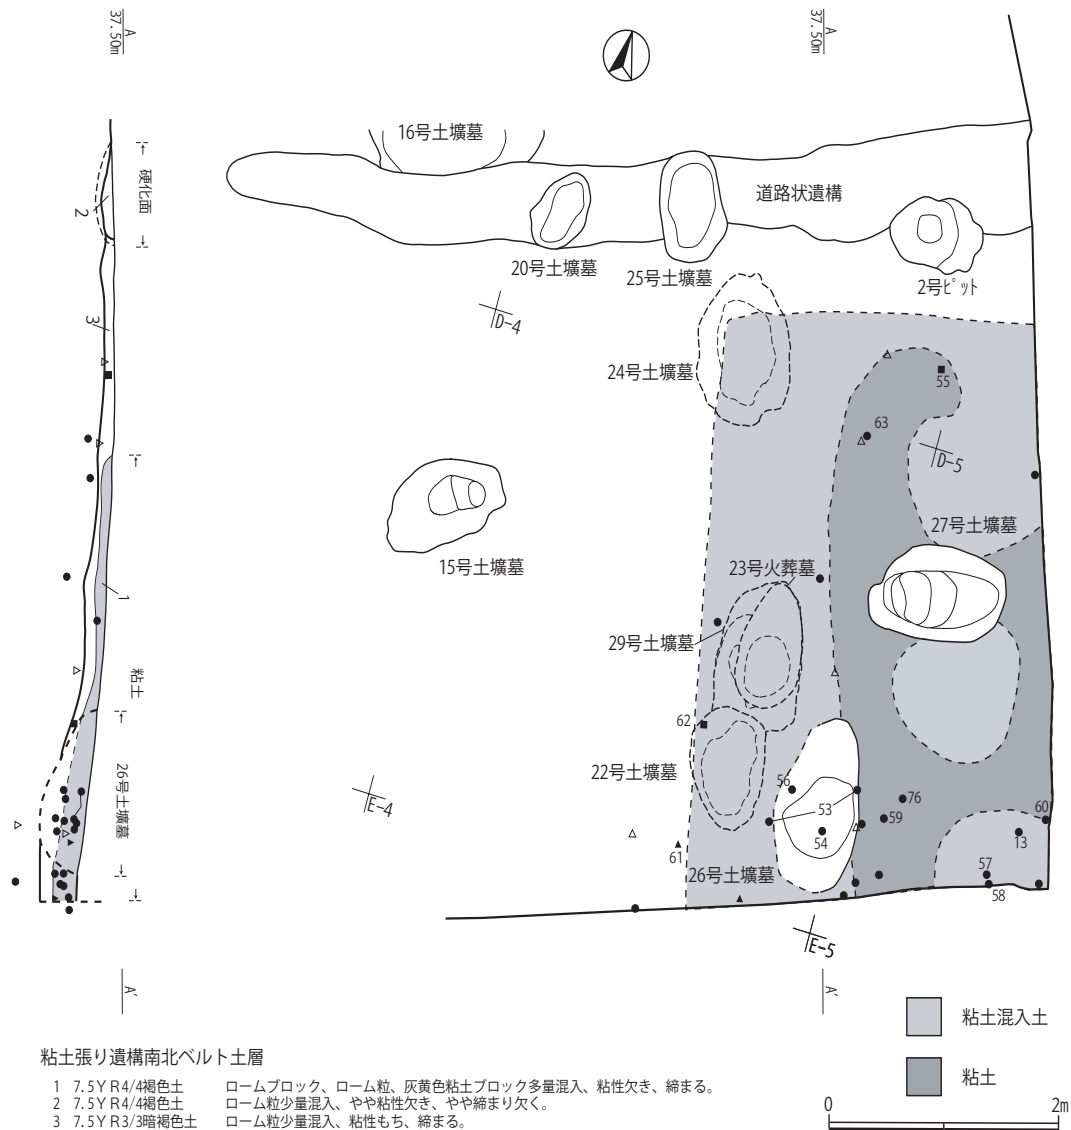 A
37.50m
A
37.50m
16号土壙墓
硬化面
道路状遺構
2
20号土壙墓
25号土壙墓
2号ピット
D-4
3
24号土壙墓
55
63
D-5
27号土壙墓
15号土壙墓
23号火葬墓
1
29号土壙墓
粘土
62
22号土壙墓
26号土壙墓
E-4
56
53
76
59
54
60
13
61
26号土壙墓
57
58
E-5
A'
A'
粘土混入土
粘土
0 2m
粘土張り遺構南北ベルト土層
1 7.5YR4/4褐色土 ロームブロック、ローム粒、灰黄色粘土ブロック多量混入、粘性欠き、締まる。
2 7.5YR4/4褐色土 ローム粒少量混入、やや粘性欠き、やや締まり欠く。
3 7.5YR3/3暗褐色土 ローム粒少量混入、粘性もち、締まる。